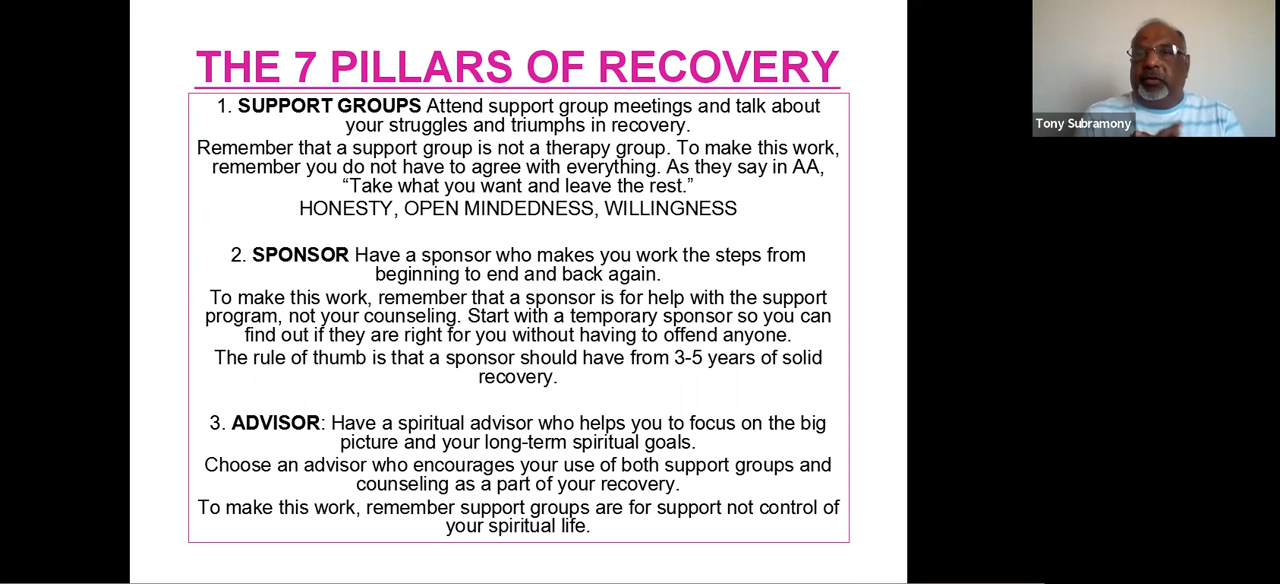 THE 7 PILLARS OF RECOVERY
1. SUPPORT GROUPS Attend support group meetings and talk about
your struggles and triumphs in recovery.
Remember that a support group is not a therapy group. To make this work,
remember you do not have to agree with everything. As they say in AA,
“Take what you want and leave the rest.”
HONESTY, OPEN MINDEDNESS, WILLINGNESS
2. SPONSOR Have a sponsor who makes you work the steps from
beginning to end and back again.
To make this work, remember that a sponsor is for help with the support
program, not your counseling. Start with a temporary sponsor so you can
find out if they are right for you without having to offend anyone.
The rule of thumb is that a sponsor should have from 3-5 years of solid
recovery.
3. ADVISOR: Have a spiritual advisor who helps you to focus on the big
picture and your long-term spiritual goals.
Choose an advisor who encourages your use of both support groups and
counseling as a part of your recovery.
To make this work, remember support groups are for support not control of
your spiritual life.
Tony Subramony